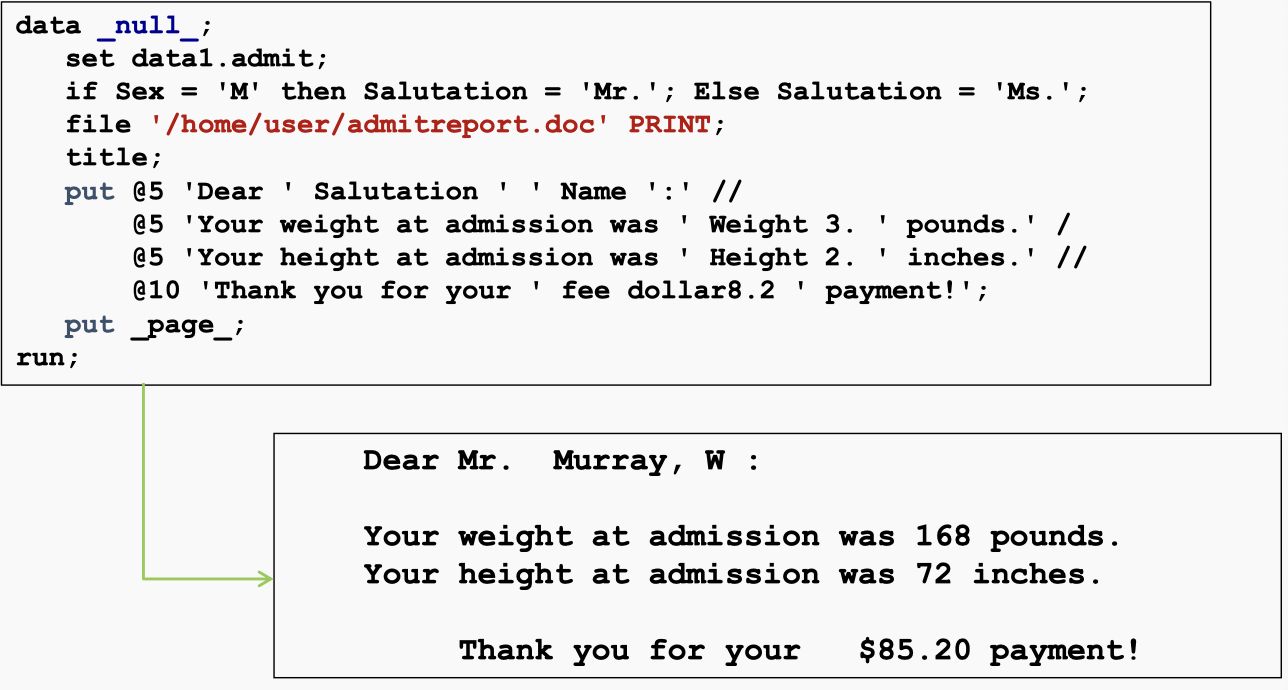 data _null_;
   set data1.admit;
   if Sex = 'M' then Salutation = 'Mr.'; Else Salutation = 'Ms.';
   file '/home/user/admitreport.doc' PRINT;
   title;
   put @5 'Dear ' Salutation ' ' Name ':' //
       @5 'Your weight at admission was ' Weight 3. ' pounds.' /
       @5 'Your height at admission was ' Height 2. ' inches.' //
       @10 'Thank you for your ' fee dollar8.2 ' payment!';
   put _page_;
run;
Dear Mr.  Murray, W :
Your weight at admission was 168 pounds.
Your height at admission was 72 inches.
     Thank you for your   $85.20 payment!